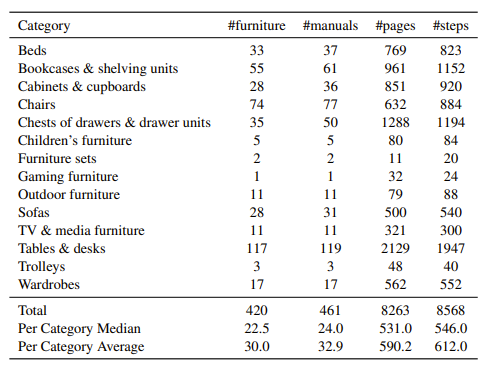 Category #furniture #manuals #pages #steps
Beds 33 37 769 823
Bookcases & shelving units 55 61 961 1152
Cabinets & cupboards 28 36 851 920
Chairs 74 77 632 884
Chests of drawers & drawer units 35 50 1288 1194
Children's furniture 5 5 80 84
Furniture sets 2 2 11 20
Gaming furniture 1 1 32 24
Outdoor furniture 11 11 79 88
Sofas 28 31 500 540
TV & media furniture 11 11 321 300
Tables & desks 117 119 2129 1947
Trolleys 3 3 48 40
Wardrobes 17 17 562 552
Total 420 461 8263 8568
Per Category Median 22.5 24.0 531.0 546.0
Per Category Average 30.0 32.9 590.2 612.0